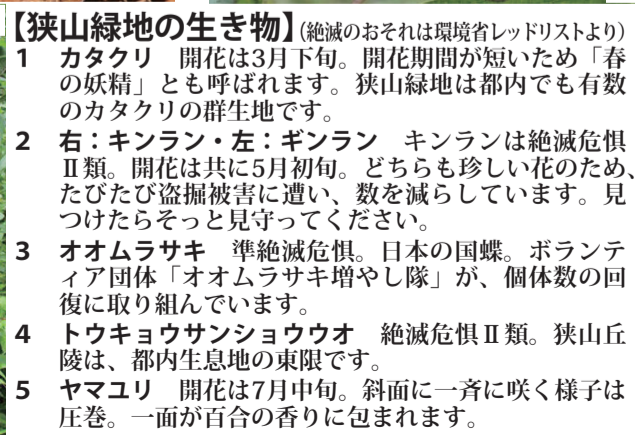 【狭山緑地の生き物】(絶滅のおそれは環境省レッドリストより)
1 カタクリ 開花は3月下旬。開花期間が短いため「春
の妖精」とも呼ばれます。狭山緑地は都内でも有数
のカタクリの群生地です。
2 右：キンラン・左：ギンラン キンランは絶滅危惧
Ⅱ類。開花は共に5月初旬。どちらも珍しい花のため、
たびたび盗掘被害に遭い、数を減らしています。見
つけたらそっと見守ってください。
3 オオムラサキ 準絶滅危惧。日本の国蝶。ボランテ
ィア団体「オオムラサキ増やし隊」が、個体数の回
復に取り組んでいます。
4 トウキョウサンショウウオ 絶滅危惧Ⅱ類。狭山丘
陵は、都内生息地の東限です。
5 ヤマユリ 開花は7月中旬。斜面に一斉に咲く様子は
圧巻。一面が百合の香りに包まれます。